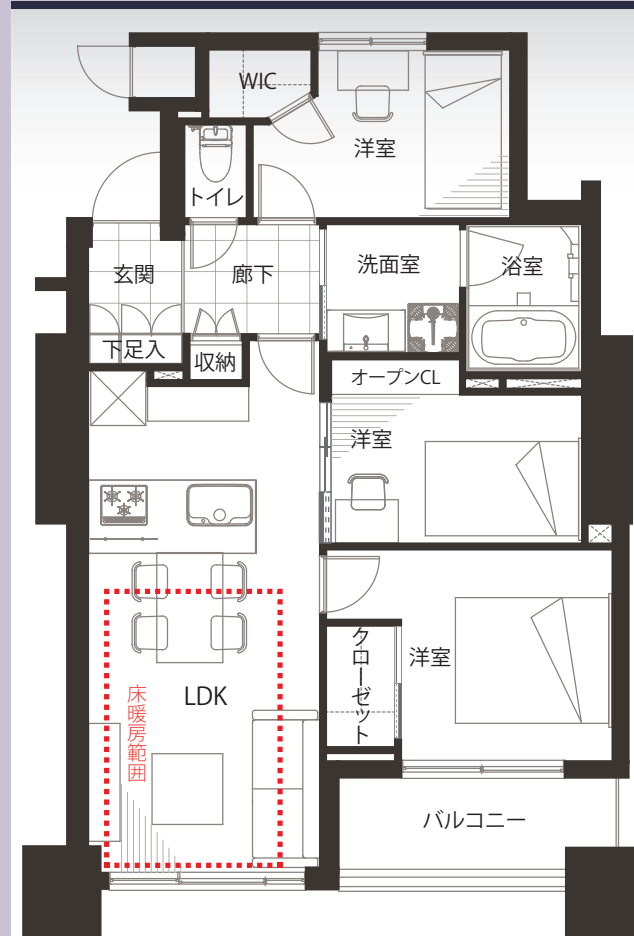 WIC
洋室
トイレ
玄関
廊下
洗面室
浴室
下足入
収納
オープンCL
洋室
クローゼット
洋室
LDK
床暖房範囲
バルコニー